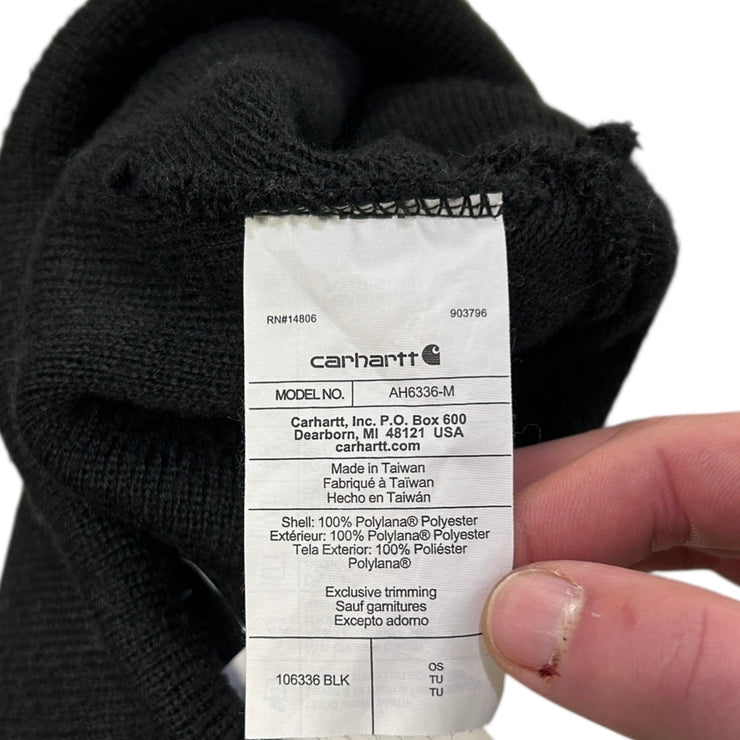 RN#14806 903796
carhartt
MODEL NO. AH6336-M
Carhartt, Inc. P.O. Box 600
Dearborn, MI 48121 USA
carhartt.com
Made in Taiwan
Fabriqué à Taïwan
Hecho en Taiwán
Shell: 100% Polylana® Polyester
Extérieur: 100% Polylana® Polyester
Tela Exterior: 100% Poliéster
Polylana®
Exclusive trimming
Sauf garnitures
Excepto adorno
106336 BLK
OS
TU
TU